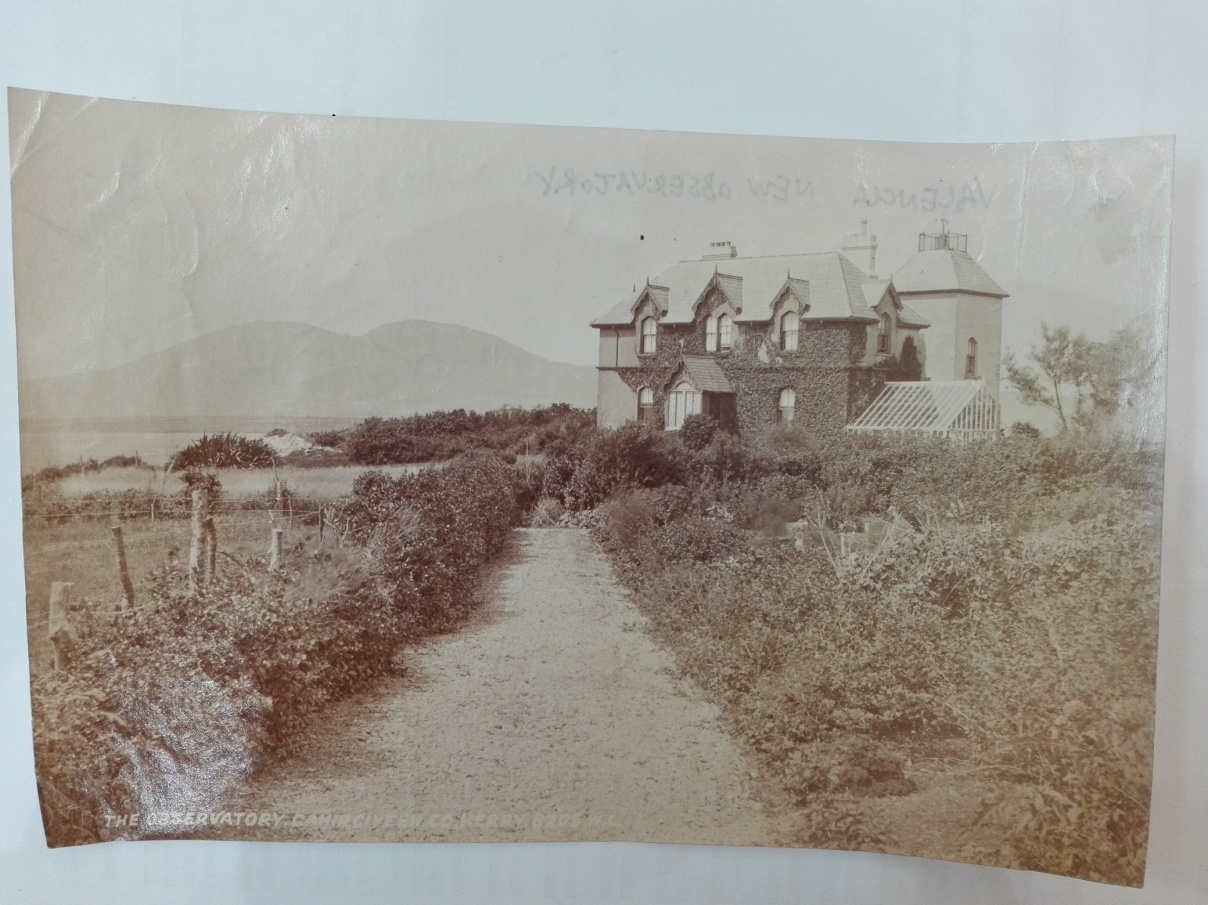 VALENCIA NEW OBSERVATORY
THE OBSERVATORY, CAHIRCIVEEN, CO. KERRY